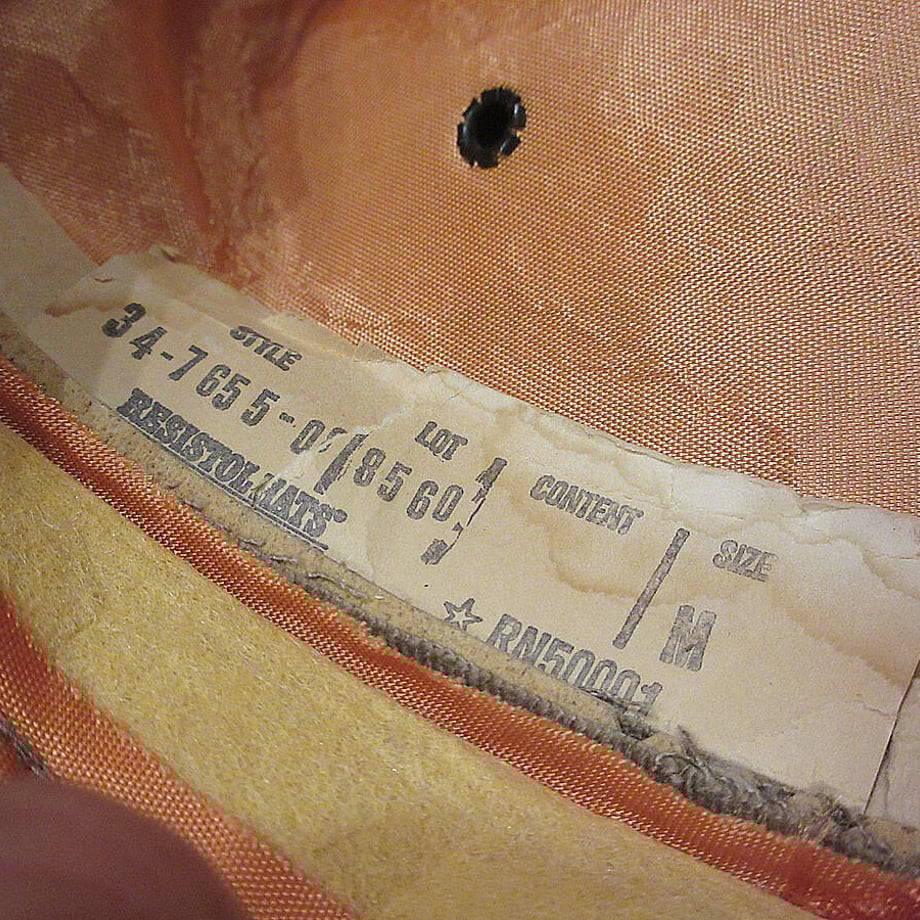 STYLE LOT CONTENT SIZE
34-7655-0 8560 M
RESISTOL HATS®
☆ RN50001